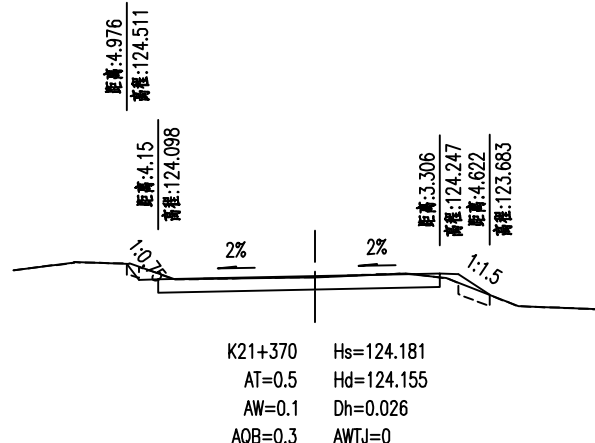 距离:4.976
高程:124.511
距离:4.15
高程:124.098
距离:3.306
高程:124.247
距离:4.622
高程:123.683
1:0.75
2%
2%
1:1.5
K21+370 Hs=124.181
AT=0.5 Hd=124.155
AW=0.1 Dh=0.026
AQB=0.3 AWTJ=0